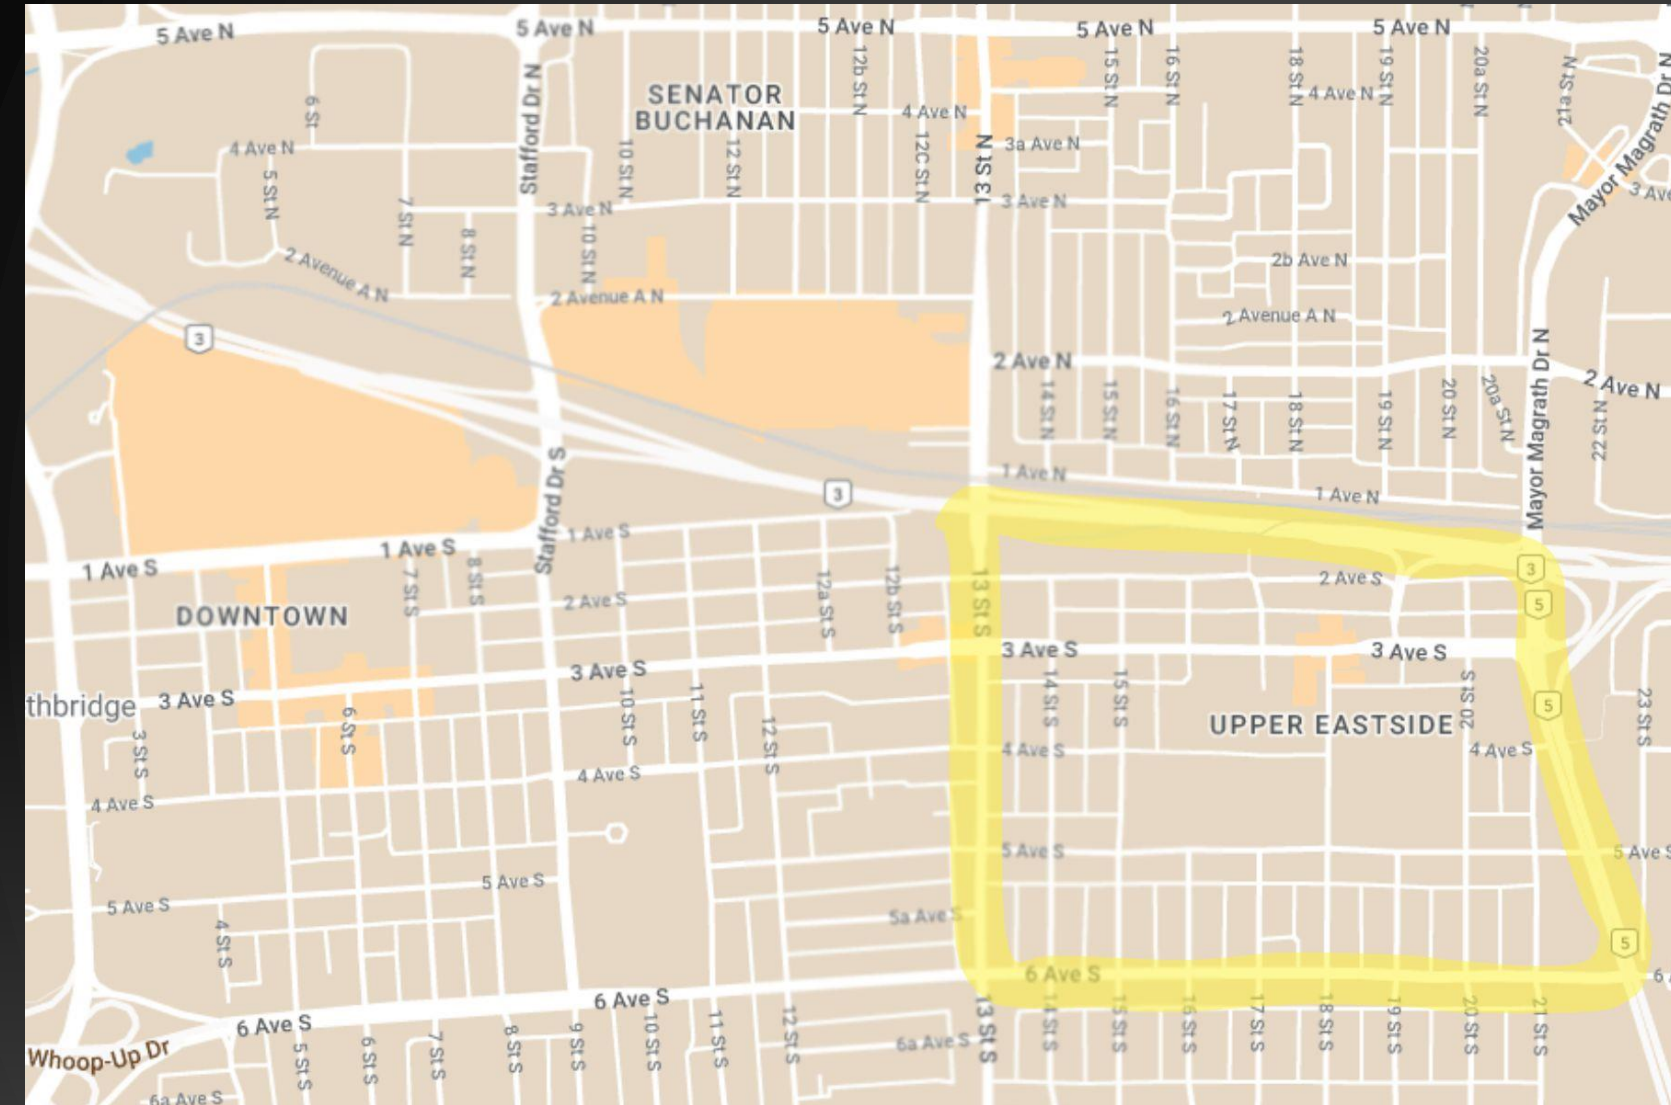 5 Ave N
5 Ave N
5 Ave N
5 Ave N
5 Ave N
6 St
Stafford Dr N
SENATOR
BUCHANAN
12b St N
4 Ave N
15 St N
16 St N
18 St N
4 Ave N
19 St N
20a St N
21a St N
Mayor Magrath Dr N
4 Ave N
5 St N
10 St N
12 St N
12C St N
13 St N
3a Ave N
3 Ave N
7 St N
8 St N
3 Ave N
10 St N
3 Ave N
2 Avenue A N
2 Avenue A N
2b Ave N
2 Avenue A N
3
2 Ave N
14 St N
15 St N
16 St N
17 St N
18 St N
19 St N
20 St N
20a St N
Mayor Magrath Dr N
2 Ave N
22 St N
1 Ave N
1 Ave N
3
Stafford Dr S
1 Ave S
1 Ave S
1 Ave S
7 St S
8 St S
2 Ave S
12a St S
12b St S
13 St S
2 Ave S
3
5
DOWNTOWN
3 Ave S
3 Ave S
3 Ave S
3 Ave S
thbridge
3 St S
6 St S
10 St S
11 St S
12 St S
14 St S
15 St S
UPPER EASTSIDE
20 St S
5
23 St S
4 Ave S
4 Ave S
4 Ave S
4 Ave S
5 Ave S
5 Ave S
5 Ave S
5 Ave S
4 St S
5a Ave S
5
6 Ave S
6 Ave S
6 Ave S
6
Whoop-Up Dr
5 St S
6 St S
7 St S
8 St S
9 St S
10 St S
11 St S
12 St S
6a Ave S
13 St S
14 St S
15 St S
16 St S
17 St S
18 St S
19 St S
20 St S
21 St S
6a Ave S